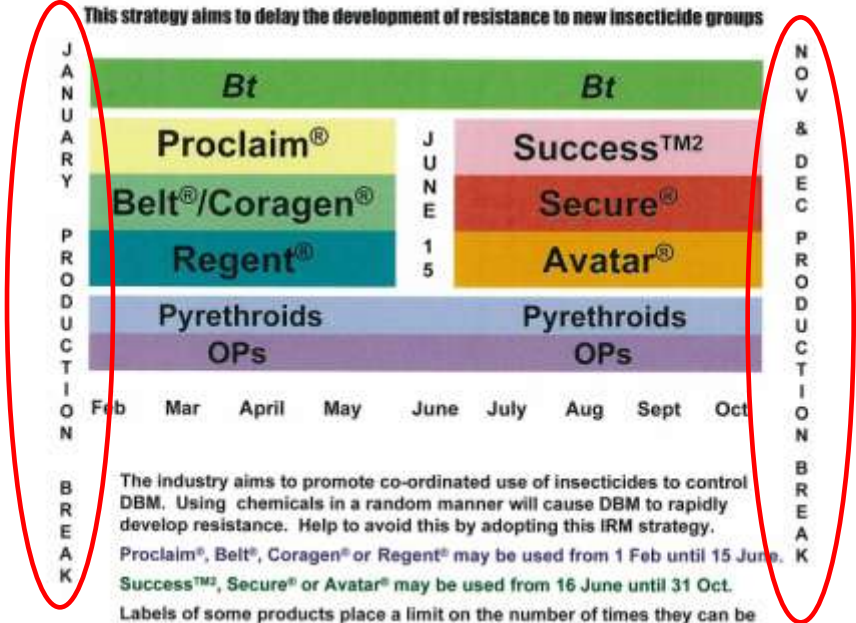 This strategy aims to delay the development of resistance to new insecticide groups
JANUARY PRODUCTION BREAK
Bt
Bt
Proclaim®
Belt®/Coragen®
Regent®
JUNE 15
Success™2
Secure®
Avatar®
Pyrethroids
Pyrethroids
OPs
OPs
NOV & DEC PRODUCTION BREAK
Feb Mar April May June July Aug Sept Oct
The industry aims to promote co-ordinated use of insecticides to control
DBM. Using chemicals in a random manner will cause DBM to rapidly
develop resistance. Help to avoid this by adopting this IRM strategy.
Proclaim®, Belt®, Coragen® or Regent® may be used from 1 Feb until 15 June.
Success™2, Secure® or Avatar® may be used from 16 June until 31 Oct.
Labels of some products place a limit on the number of times they can be